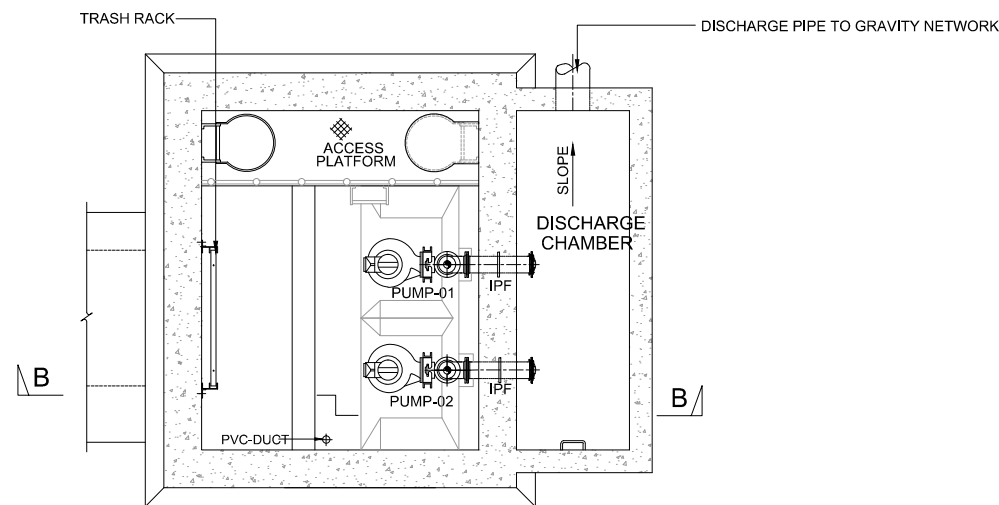 TRASH RACK
DISCHARGE PIPE TO GRAVITY NETWORK
ACCESS
PLATFORM
SLOPE
DISCHARGE
CHAMBER
PUMP-01
IPF
B
PUMP-02
IPF
B
PVC-DUCT